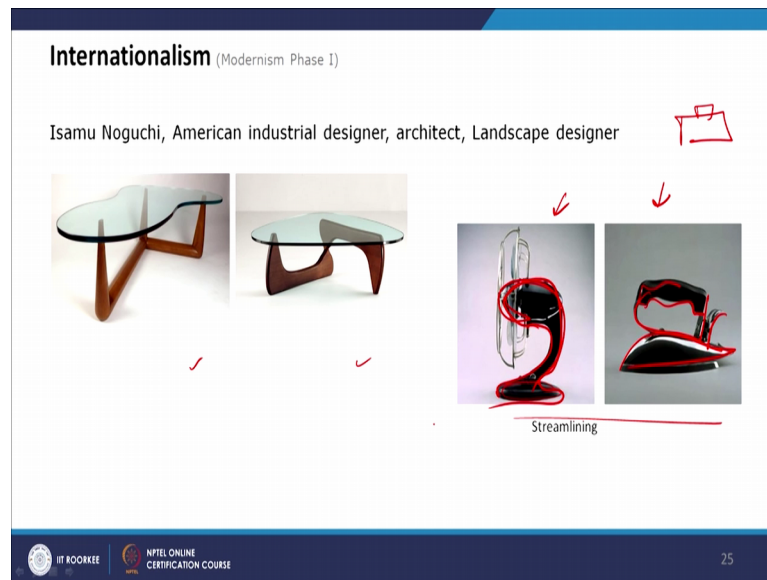 Internationalism (Modernism Phase I)
Isamu Noguchi, American industrial designer, architect, Landscape designer
Streamlining
IIT ROORKEE
NPTEL ONLINE
CERTIFICATION COURSE
25